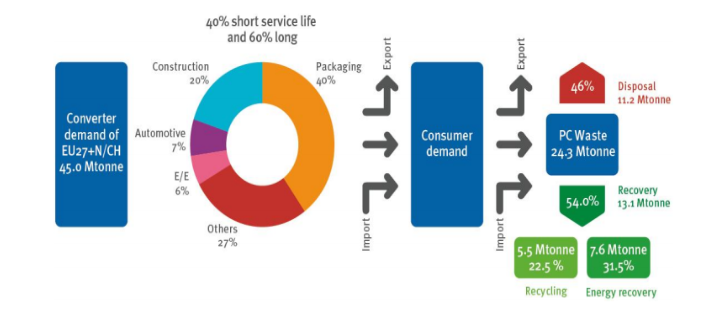 40% short service life
and 60% long
Converter
demand of
EU27+N/CH
45.0 Mtonne
Construction
20%
Packaging
40%
Automotive
7%
E/E
6%
Others
27%
Export
Import
Consumer
demand
Export
Import
46%
Disposal
11.2 Mtonne
PC Waste
24.3 Mtonne
54.0%
Recovery
13.1 Mtonne
5.5 Mtonne
22.5 %
Recycling
7.6 Mtonne
31.5%
Energy recovery